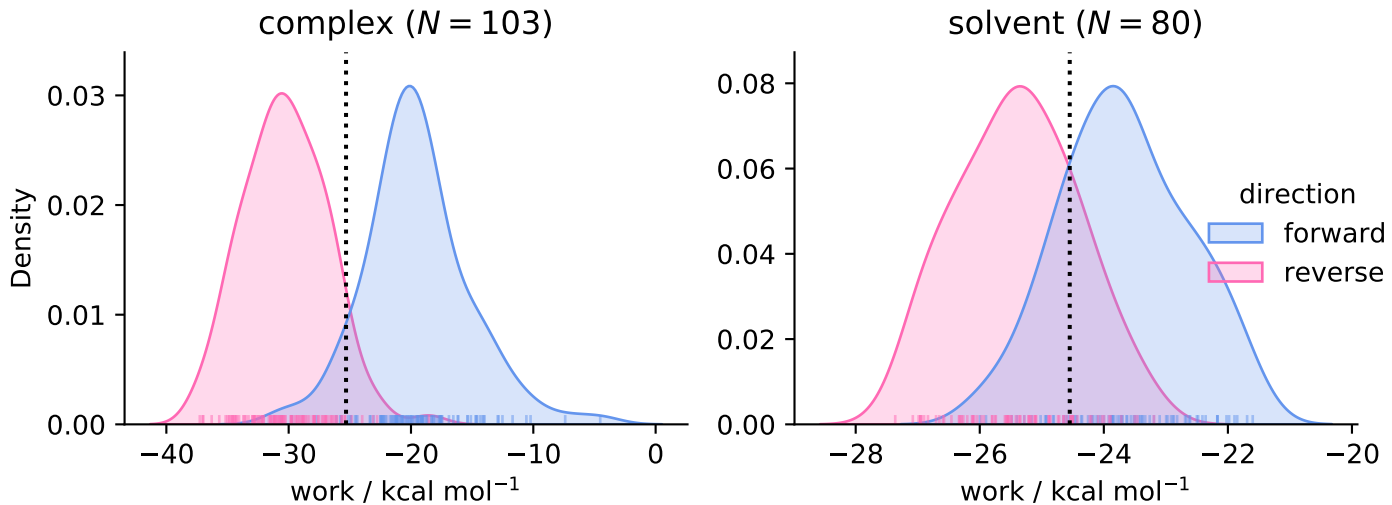 complex (N = 103)
Density
0.03
0.02
0.01
0.00
−40
−30
−20
−10
0
work / kcal mol⁻¹
solvent (N = 80)
0.08
0.06
0.04
0.02
0.00
−28
−26
−24
−22
−20
work / kcal mol⁻¹
direction
forward
reverse